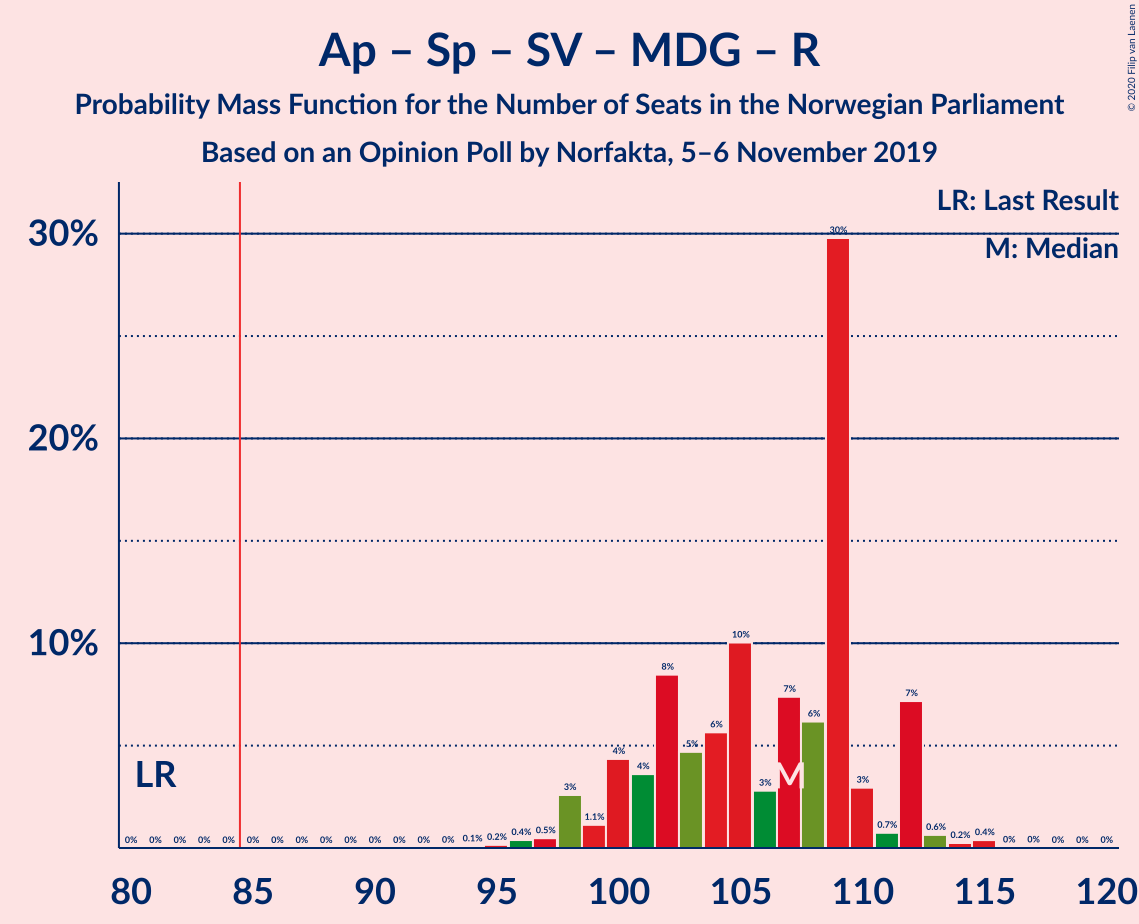 Ap – Sp – SV – MDG – R
Probability Mass Function for the Number of Seats in the Norwegian Parliament
Based on an Opinion Poll by Norfakta, 5–6 November 2019
© 2020 Filip van Laenen
LR: Last Result
M: Median
30%
20%
10%
30%
10%
8%
7%
7%
6%
6%
5%
4%
4%
3%
3%
3%
1.1%
0% 0% 0% 0% 0% 0% 0% 0% 0% 0% 0% 0% 0% 0% 0.1% 0.2% 0.4% 0.5% 0.7% 0.6% 0.2% 0.4% 0% 0% 0% 0% 0%
LR
M
80 85 90 95 100 105 110 115 120